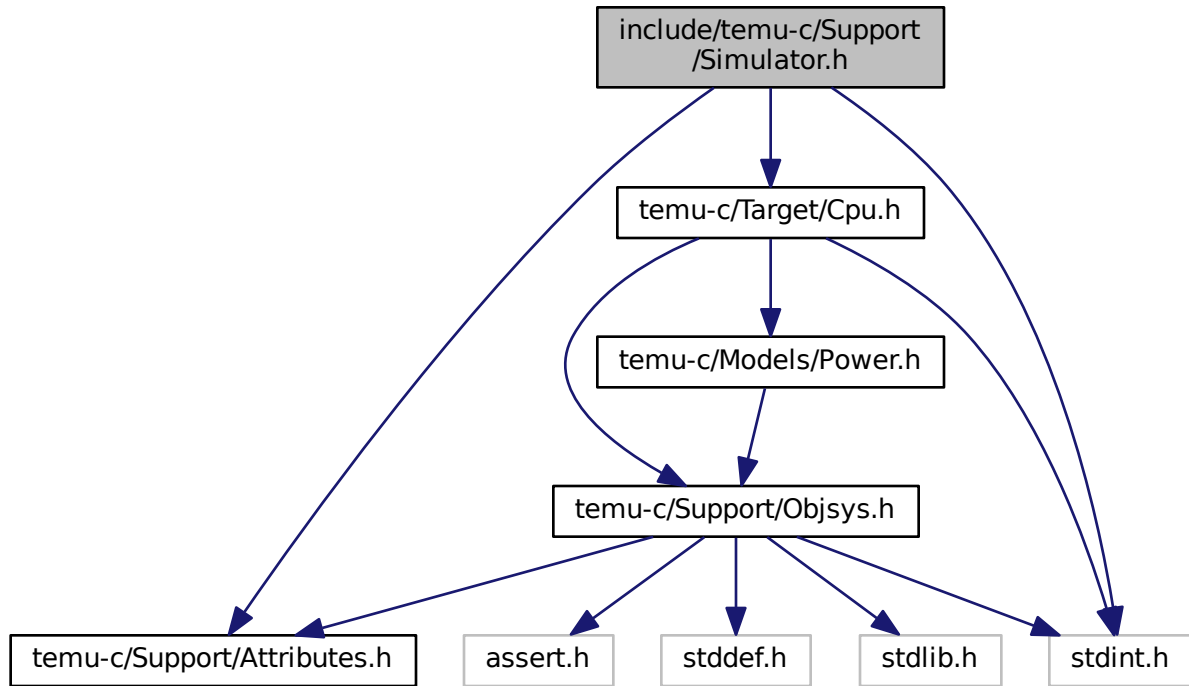 include/temu-c/Support
/Simulator.h
temu-c/Target/Cpu.h
temu-c/Models/Power.h
temu-c/Support/Objsys.h
temu-c/Support/Attributes.h
assert.h
stddef.h
stdlib.h
stdint.h